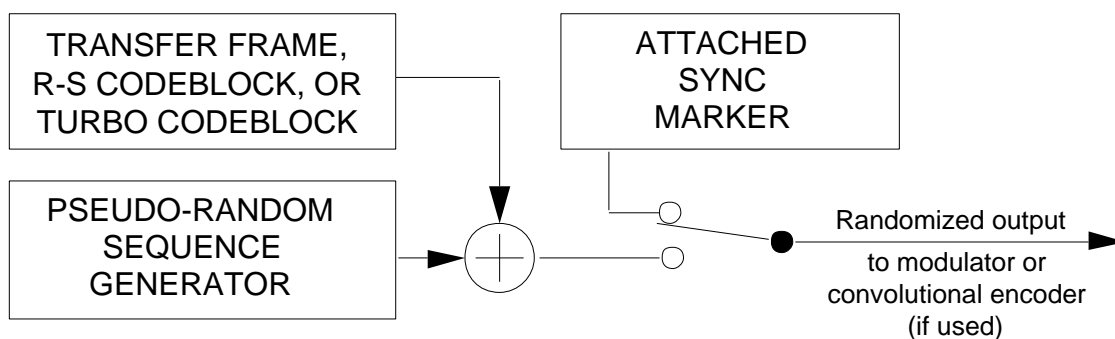 TRANSFER FRAME,
R-S CODEBLOCK, OR
TURBO CODEBLOCK
ATTACHED
SYNC
MARKER
PSEUDO-RANDOM
SEQUENCE
GENERATOR
Randomized output
to modulator or
convolutional encoder
(if used)